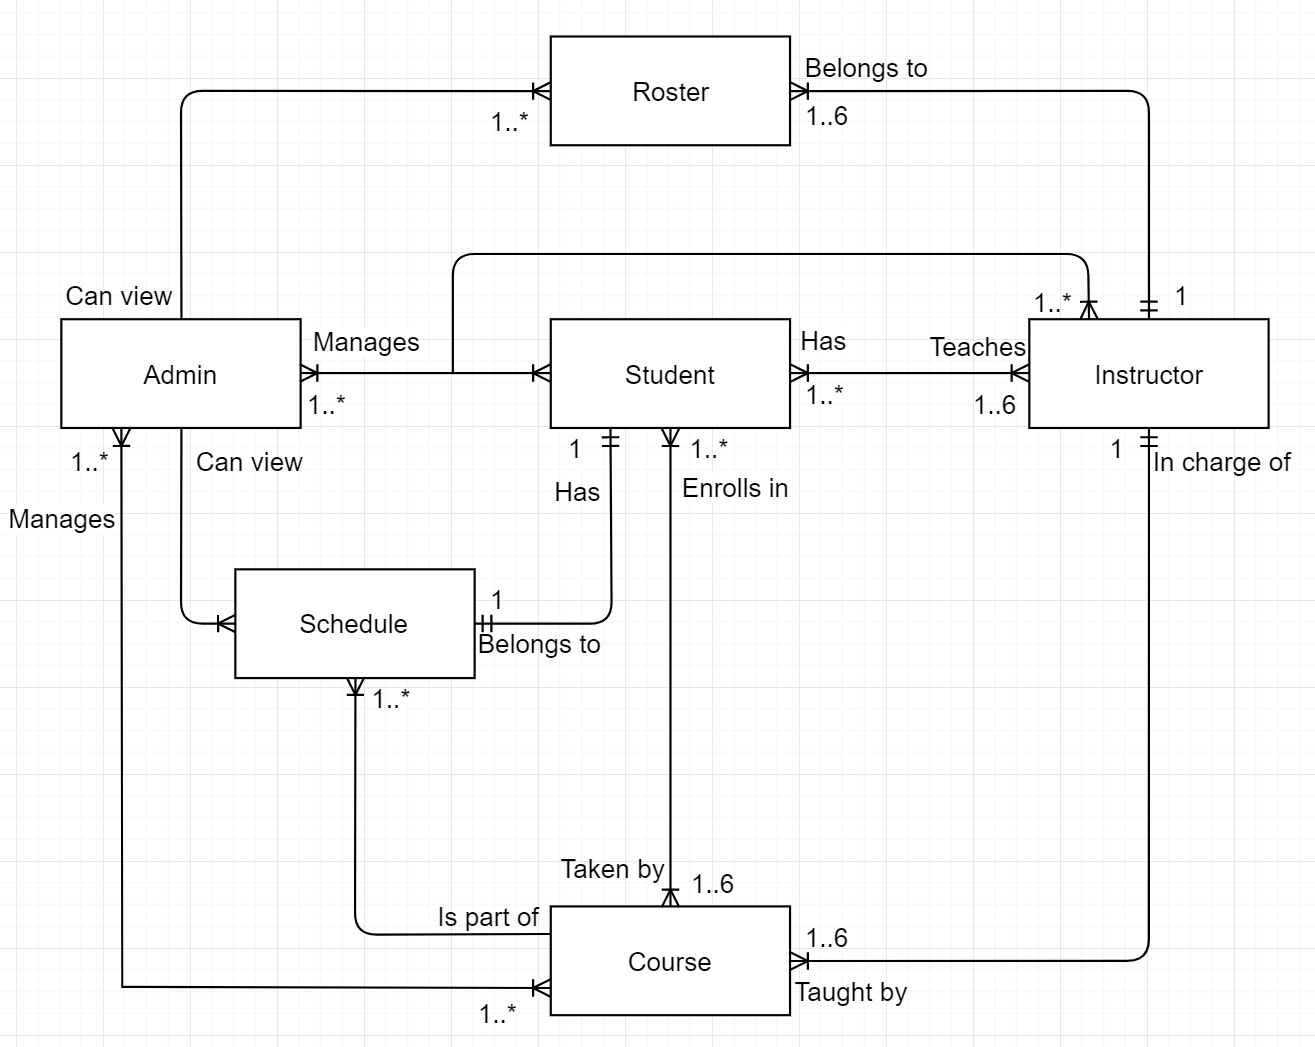 Belongs to
Roster
1..*
1..6
Can view
1..*
1
Manages
Has
Teaches
Admin
Student
Instructor
1..*
1..*
1..6
1..*
Can view
1
1..*
1
In charge of
Has
Enrolls in
Manages
1
Schedule
Belongs to
1..*
Taken by
1..6
Is part of
1..6
Course
Taught by
1..*